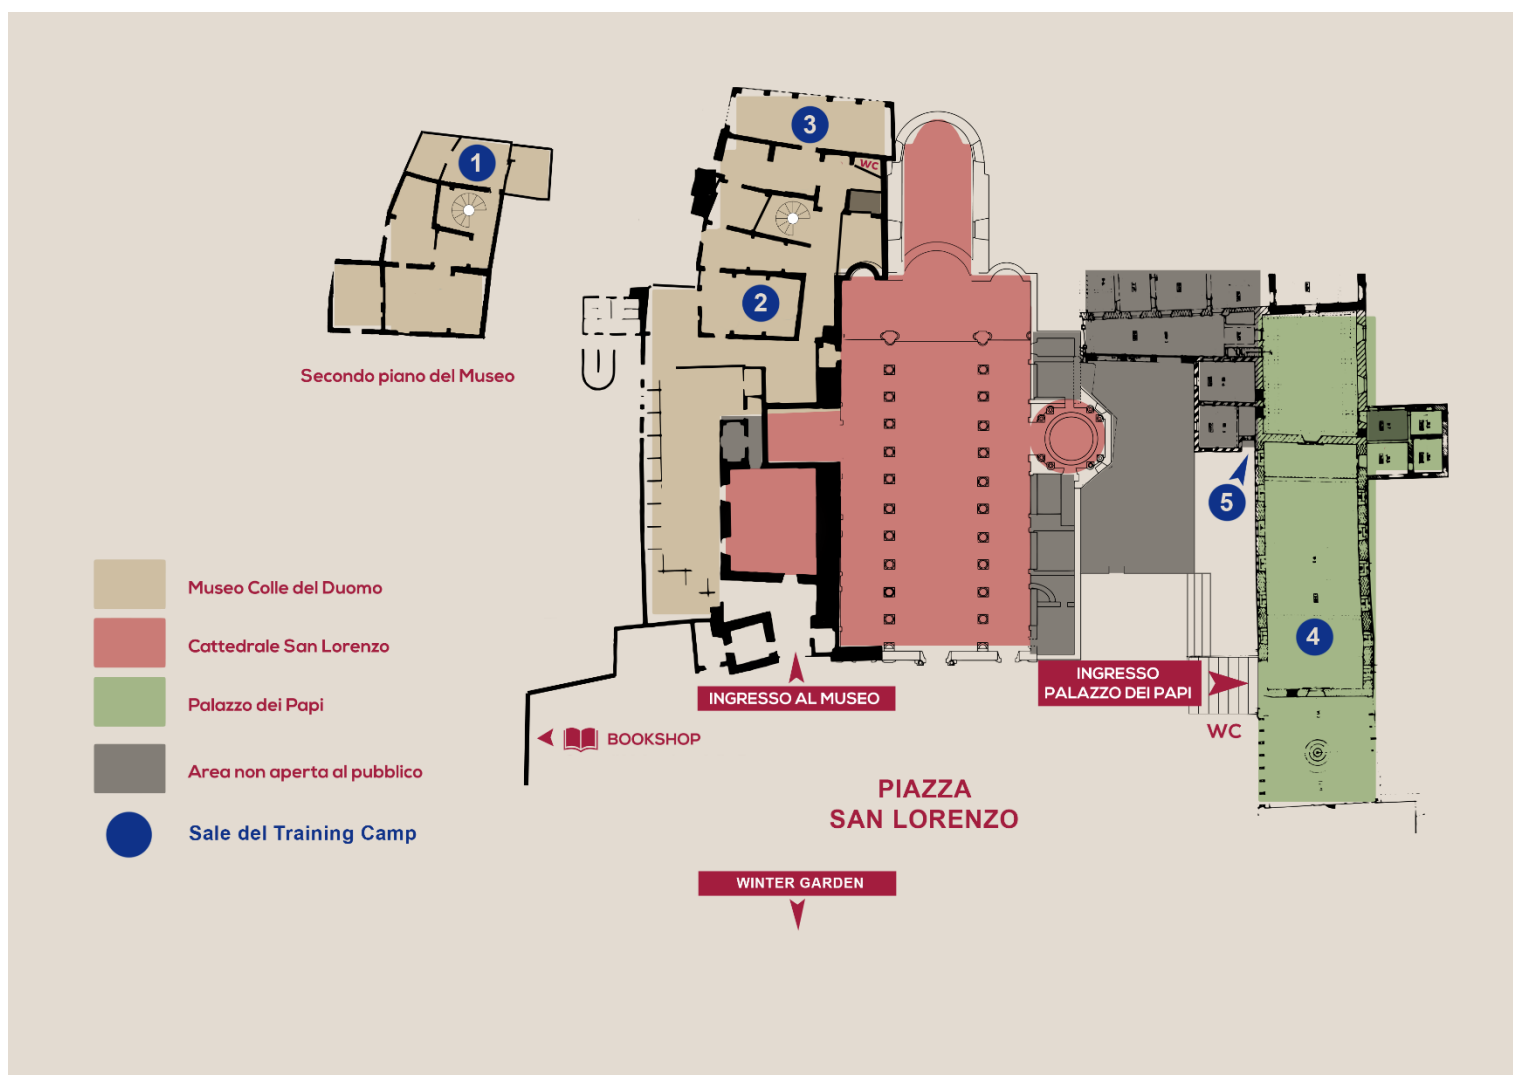 3
1
WC
2
Secondo piano del Museo
5
4
Museo Colle del Duomo
Cattedrale San Lorenzo
Palazzo dei Papi
Area non aperta al pubblico
Sale del Training Camp
INGRESSO AL MUSEO
INGRESSO
PALAZZO DEI PAPI
WC
BOOKSHOP
PIAZZA
SAN LORENZO
WINTER GARDEN